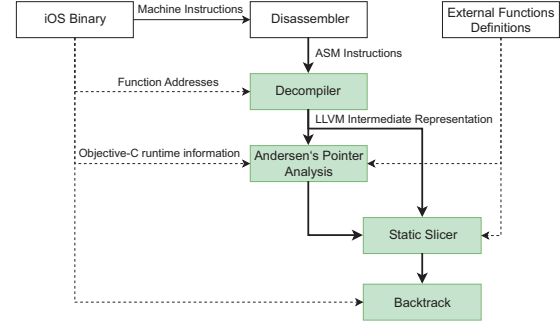 iOS Binary
Machine Instructions
Disassembler
External Functions
Definitions
ASM Instructions
Function Addresses
Decompiler
LLVM Intermediate Representation
Objective-C runtime information
Andersen's Pointer
Analysis
Static Slicer
Backtrack